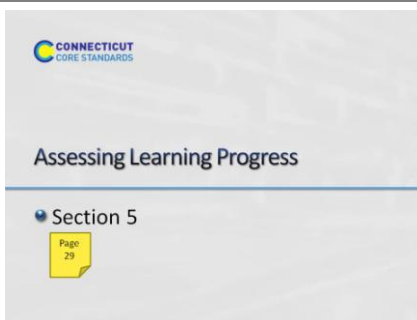 CONNECTICUT
CORE STANDARDS
Assessing Learning Progress
Section 5
Page
29